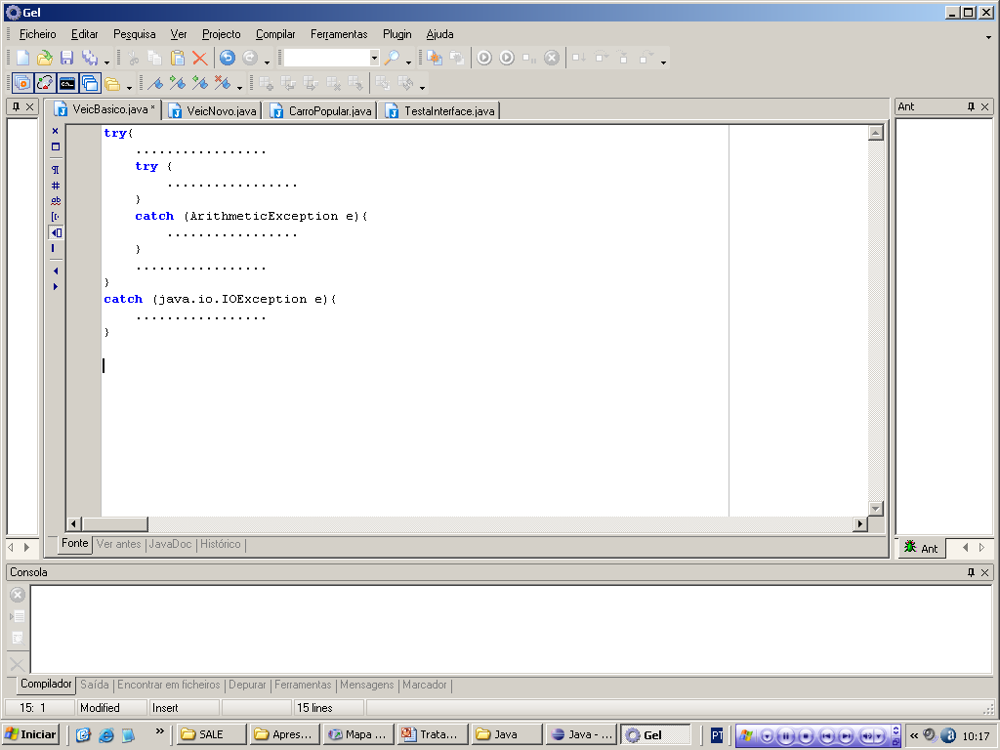 Gel
Ficheiro Editar Pesquisa Ver Projecto Compilar Ferramentas Plugin Ajuda
VeicBasico.java * VeicNovo.java CarroPopular.java TestaInterface.java
Ant
try{
.................
try {
.................
}
catch (ArithmeticException e){
.................
}
.................
}
catch (java.io.IOException e){
.................
}
Fonte Ver antes JavaDoc Histórico
Ant
Consola
Compilador Saída Encontrar em ficheiros Depurar Ferramentas Mensagens Marcador
15: 1 Modified Insert 15 lines
Iniciar » SALE Apres... Mapa ... Trata... Java Java - ... Gel PT « 10:17